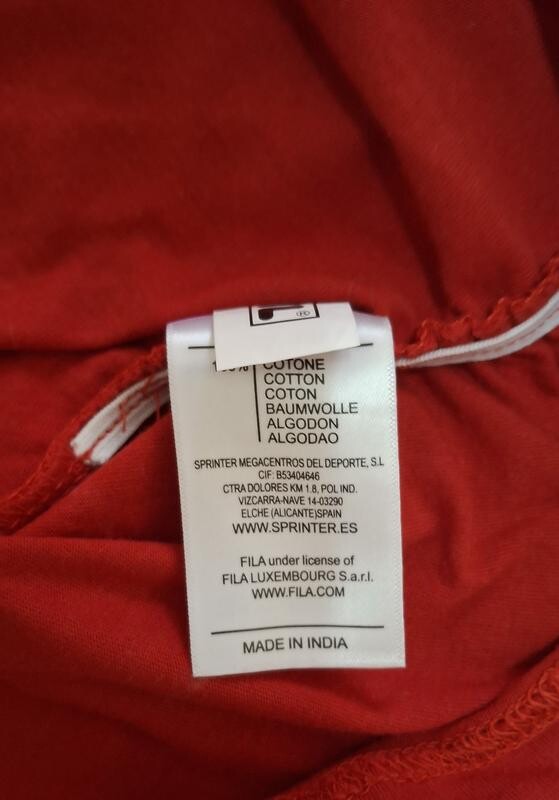 ®
COTONE
COTTON
COTON
BAUMWOLLE
ALGODON
ALGODAO
SPRINTER MEGACENTROS DEL DEPORTE, S.L
CIF: B53404646
CTRA DOLORES KM 1.8, POL IND.
VIZCARRA-NAVE 14-03290
ELCHE (ALICANTE)SPAIN
WWW.SPRINTER.ES
FILA under license of
FILA LUXEMBOURG S.a.r.l.
WWW.FILA.COM
MADE IN INDIA